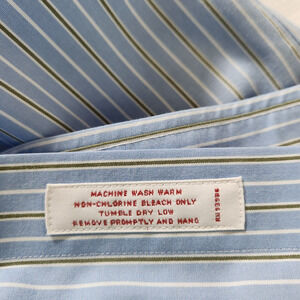 MACHINE WASH WARM
NON-CHLORINE BLEACH ONLY
TUMBLE DRY LOW
REMOVE PROMPTLY AND HANG